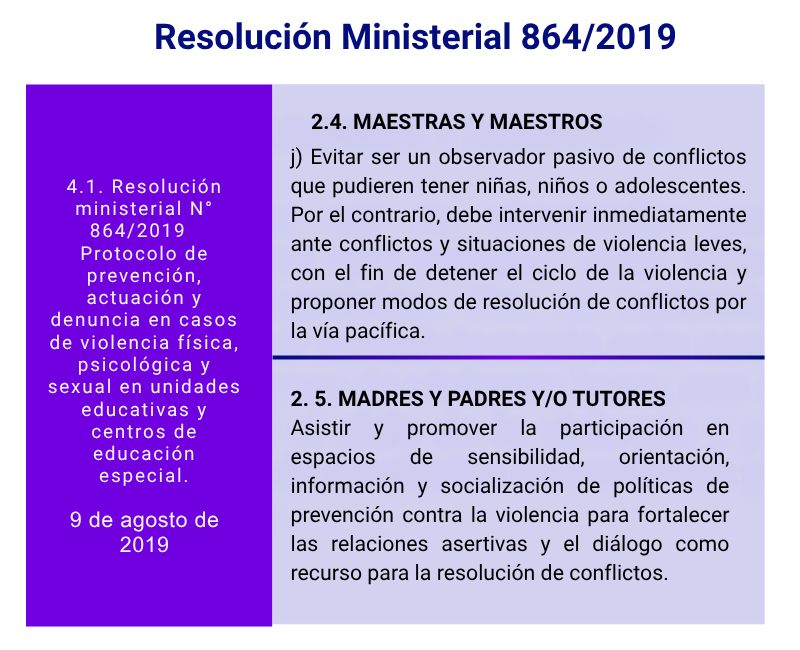 Resolución Ministerial 864/2019
4.1. Resolución
ministerial N°
864/2019
Protocolo de
prevención,
actuación y
denuncia en casos
de violencia física,
psicológica y
sexual en unidades
educativas y
centros de
educación
especial.
9 de agosto de
2019
2.4. MAESTRAS Y MAESTROS
j) Evitar ser un observador pasivo de conflictos
que pudieren tener niñas, niños o adolescentes.
Por el contrario, debe intervenir inmediatamente
ante conflictos y situaciones de violencia leves,
con el fin de detener el ciclo de la violencia y
proponer modos de resolución de conflictos por
la vía pacífica.
2. 5. MADRES Y PADRES Y/O TUTORES
Asistir y promover la participación en
espacios de sensibilidad, orientación,
información y socialización de políticas de
prevención contra la violencia para fortalecer
las relaciones asertivas y el diálogo como
recurso para la resolución de conflictos.